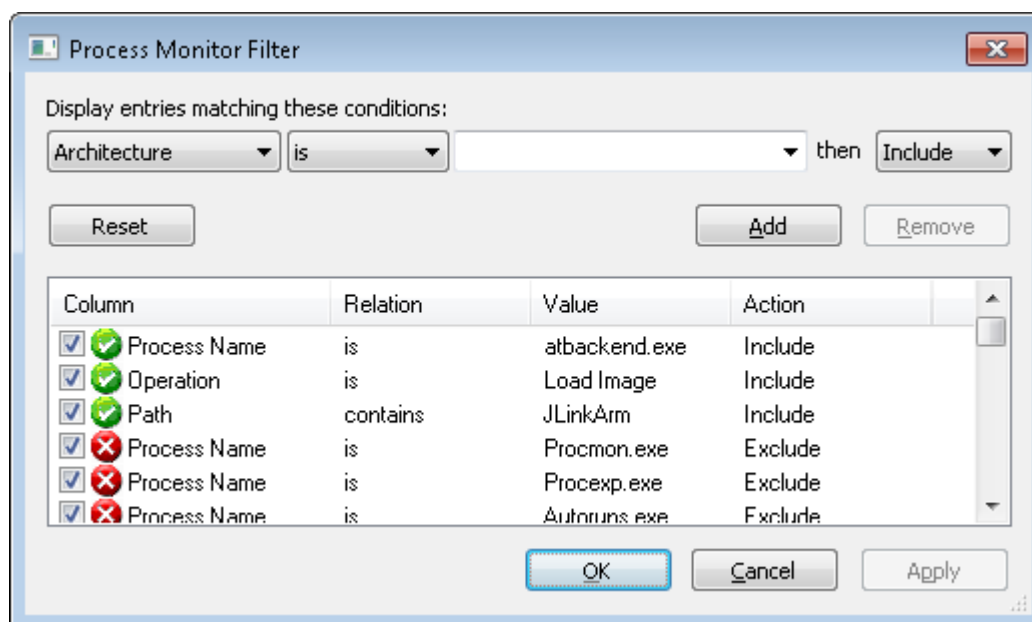 Process Monitor Filter
Display entries matching these conditions:
Architecture is then Include
Reset Add Remove
Column Relation Value Action
Process Name is atbackend.exe Include
Operation is Load Image Include
Path contains JLinkArm Include
Process Name is Procmon.exe Exclude
Process Name is Procexp.exe Exclude
Process Name is Autoruns.exe Exclude
OK Cancel Apply